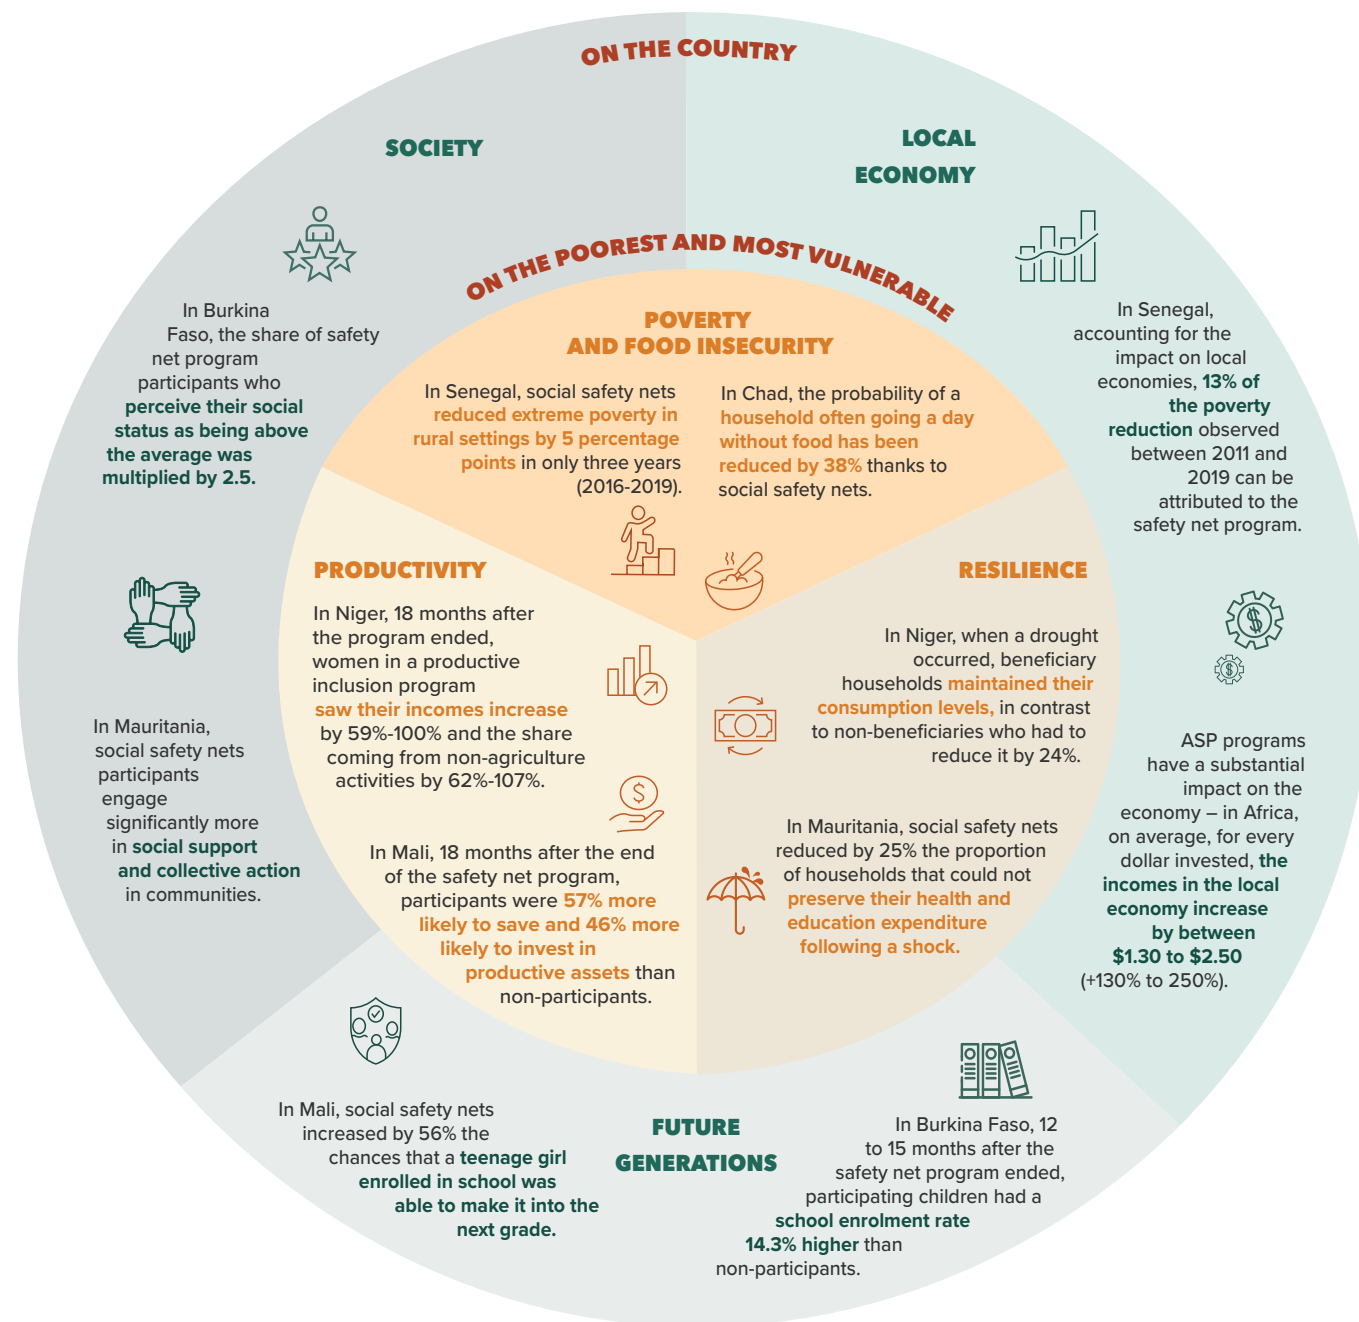 ON THE COUNTRY
SOCIETY
In Burkina
Faso, the share of safety
net program
participants who
perceive their social
status as being above
the average was
multiplied by 2.5.
In Mauritania,
social safety nets
participants
engage
significantly more
in social support
and collective action
in communities.
LOCAL
ECONOMY
In Senegal,
accounting for the
impact on local
economies, 13% of
the poverty
reduction observed
between 2011 and
2019 can be
attributed to the
safety net program.
$
$
ASP programs
have a substantial
impact on the
economy – in Africa,
on average, for every
dollar invested, the
incomes in the local
economy increase
by between
$1.30 to $2.50
(+130% to 250%).
ON THE POOREST AND MOST VULNERABLE
POVERTY
AND FOOD INSECURITY
In Senegal, social safety nets
reduced extreme poverty in
rural settings by 5 percentage
points in only three years
(2016-2019).
In Chad, the probability of a
household often going a day
without food has been
reduced by 38% thanks to
social safety nets.
PRODUCTIVITY
In Niger, 18 months after
the program ended,
women in a productive
inclusion program
saw their incomes increase
by 59%-100% and the share
coming from non-agriculture
activities by 62%-107%.
$
In Mali, 18 months after the end
of the safety net program,
participants were 57% more
likely to save and 46% more
likely to invest in
productive assets than
non-participants.
RESILIENCE
In Niger, when a drought
occurred, beneficiary
households maintained their
consumption levels, in contrast
to non-beneficiaries who had to
reduce it by 24%.
In Mauritania, social safety nets
reduced by 25% the proportion
of households that could not
preserve their health and
education expenditure
following a shock.
FUTURE
GENERATIONS
In Mali, social safety nets
increased by 56% the
chances that a teenage girl
enrolled in school was
able to make it into the
next grade.
In Burkina Faso, 12
to 15 months after the
safety net program ended,
participating children had a
school enrolment rate
14.3% higher than
non-participants.